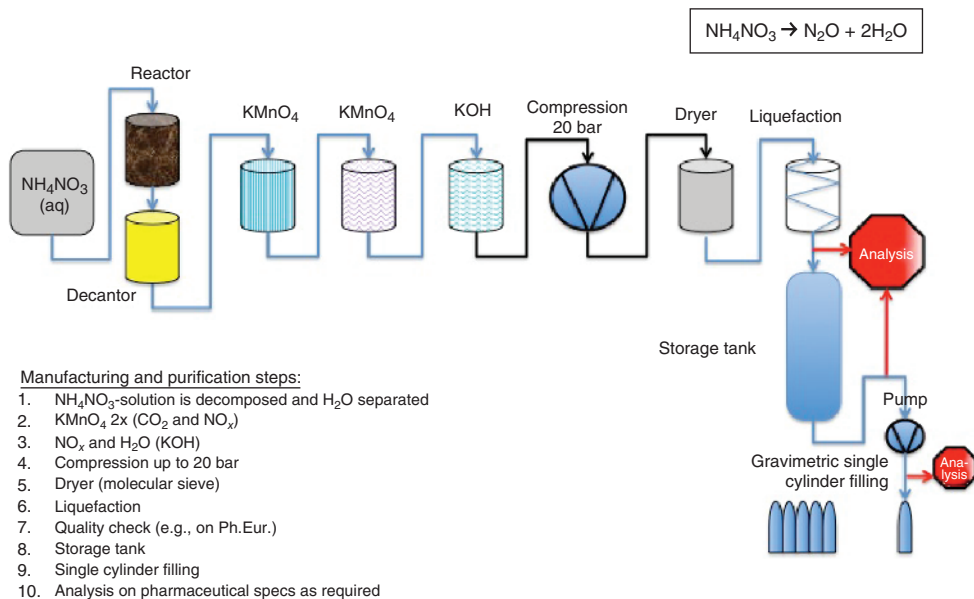 NH₄NO₃ → N₂O + 2H₂O
Reactor
KMnO₄
KMnO₄
KOH
Compression
20 bar
Dryer
Liquefaction
NH₄NO₃
(aq)
Decantor
Analysis
Storage tank
Pump
Gravimetric single
cylinder filling
Ana-
lysis
Manufacturing and purification steps:
1. NH₄NO₃-solution is decomposed and H₂O separated
2. KMnO₄ 2x (CO₂ and NOₓ)
3. NOₓ and H₂O (KOH)
4. Compression up to 20 bar
5. Dryer (molecular sieve)
6. Liquefaction
7. Quality check (e.g., on Ph.Eur.)
8. Storage tank
9. Single cylinder filling
10. Analysis on pharmaceutical specs as required